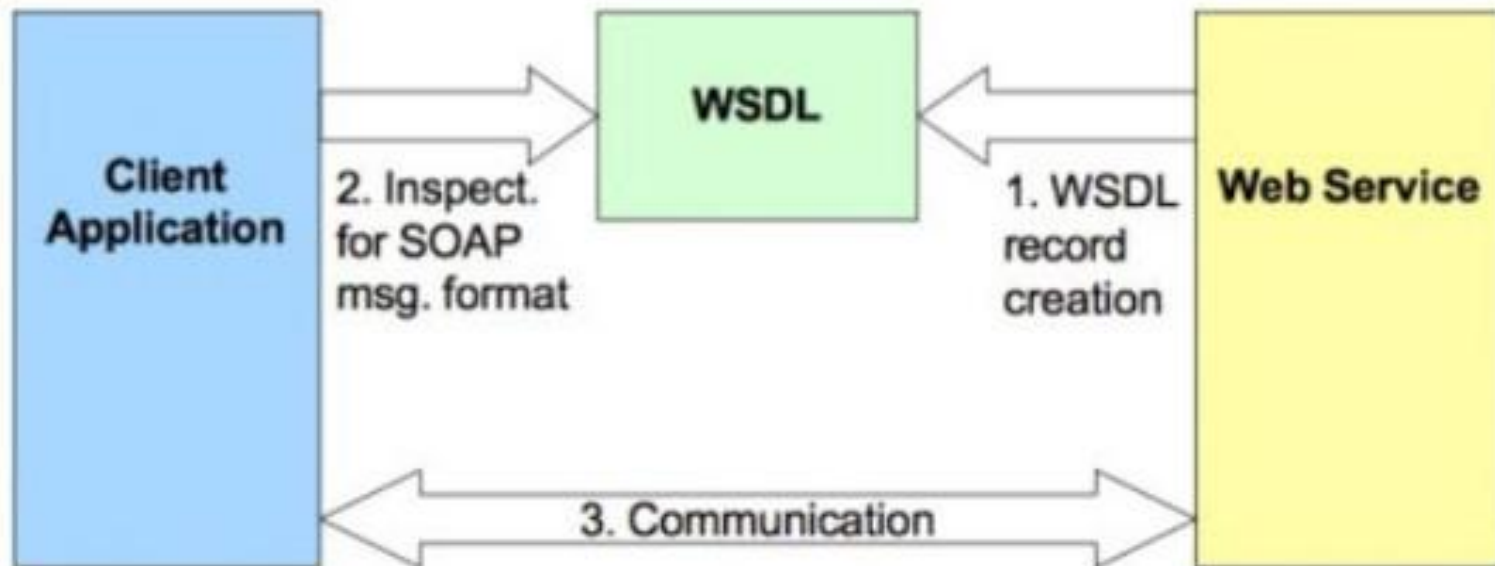 Client
Application
2. Inspect.
for SOAP
msg. format
WSDL
1. WSDL
record
creation
Web Service
3. Communication